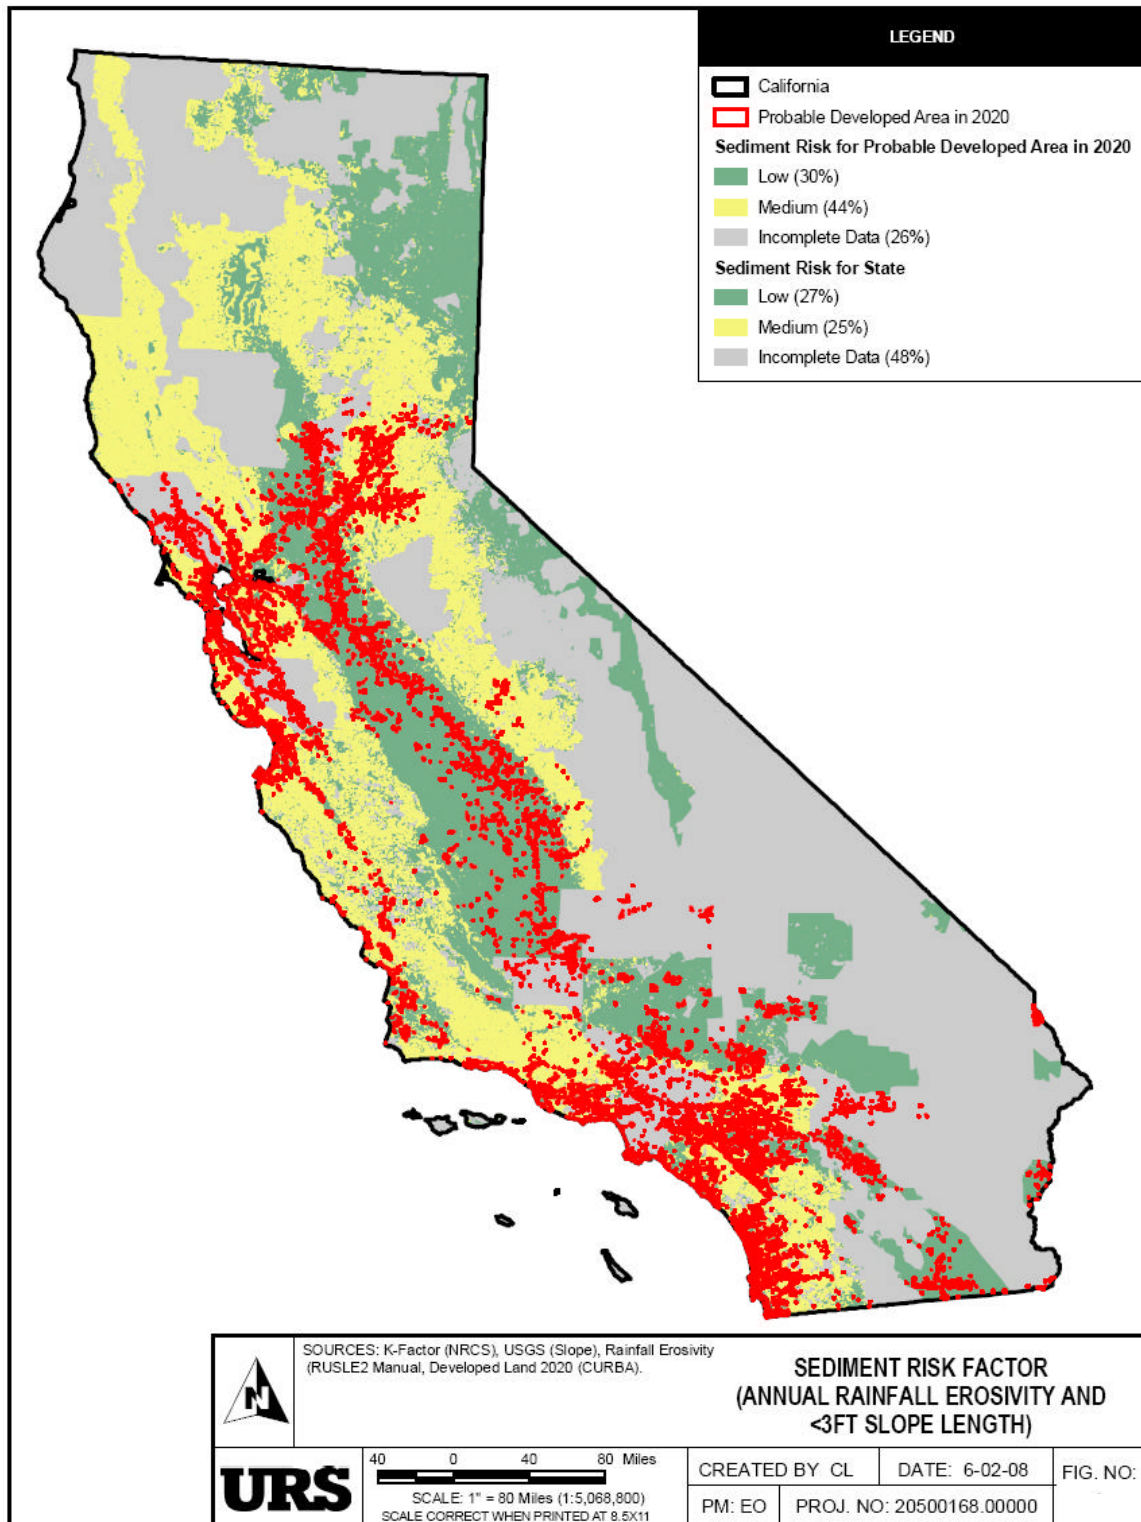 LEGEND
California
Probable Developed Area in 2020
Sediment Risk for Probable Developed Area in 2020
Low (30%)
Medium (44%)
Incomplete Data (26%)
Sediment Risk for State
Low (27%)
Medium (25%)
Incomplete Data (48%)
N
SOURCES: K-Factor (NRCS), USGS (Slope), Rainfall Erosivity
(RUSLE2 Manual, Developed Land 2020 (CURBA).
SEDIMENT RISK FACTOR
(ANNUAL RAINFALL EROSIVITY AND
<3FT SLOPE LENGTH)
URS
40 0 40 80 Miles
SCALE: 1" = 80 Miles (1:5,068,800)
SCALE CORRECT WHEN PRINTED AT 8.5X11
CREATED BY CL
DATE: 6-02-08
FIG. NO:
PM: EO
PROJ. NO: 20500168.00000